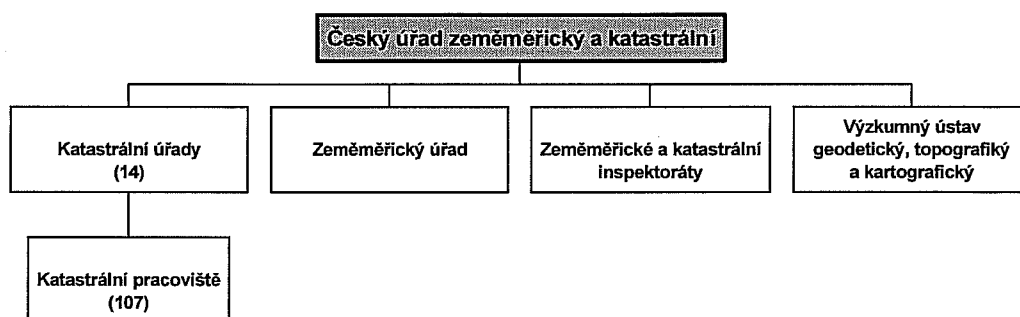 Český úřad zeměměřický a katastrální
Katastrální úřady
(14)
Zeměměřický úřad
Zeměměřické a katastrální
inspektoráty
Výzkumný ústav
geodetický, topografiký
a kartografický
Katastrální pracoviště
(107)